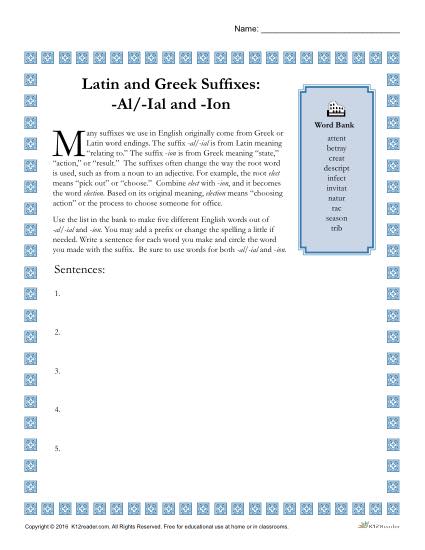 Name:
Latin and Greek Suffixes:
-Al/-Ial and -Ion
Many suffixes we use in English originally come from Greek or
Latin word endings. The suffix -al/-ial is from Latin meaning
“relating to.” The suffix -ion is from Greek meaning “state,”
“action,” or “result.” The suffixes often change the way the root word
is used, such as from a noun to an adjective. For example, the root elect
means “pick out” or “choose.” Combine elect with -ion, and it becomes
the word election. Based on its original meaning, election means “choosing
action” or the process to choose someone for office.
Use the list in the bank to make five different English words out of
-al/-ial and -ion. You may add a prefix or change the spelling a little if
needed. Write a sentence for each word you make and circle the word
you made with the suffix. Be sure to use words for both -al/-ial and -ion.
Word Bank
attent
betray
creat
descript
infect
invitat
natur
rac
season
trib
Sentences:
1.
2.
3.
4.
5.
Copyright © 2016 K12reader.com. All Rights Reserved. Free for educational use at home or in classrooms.
K12Reader